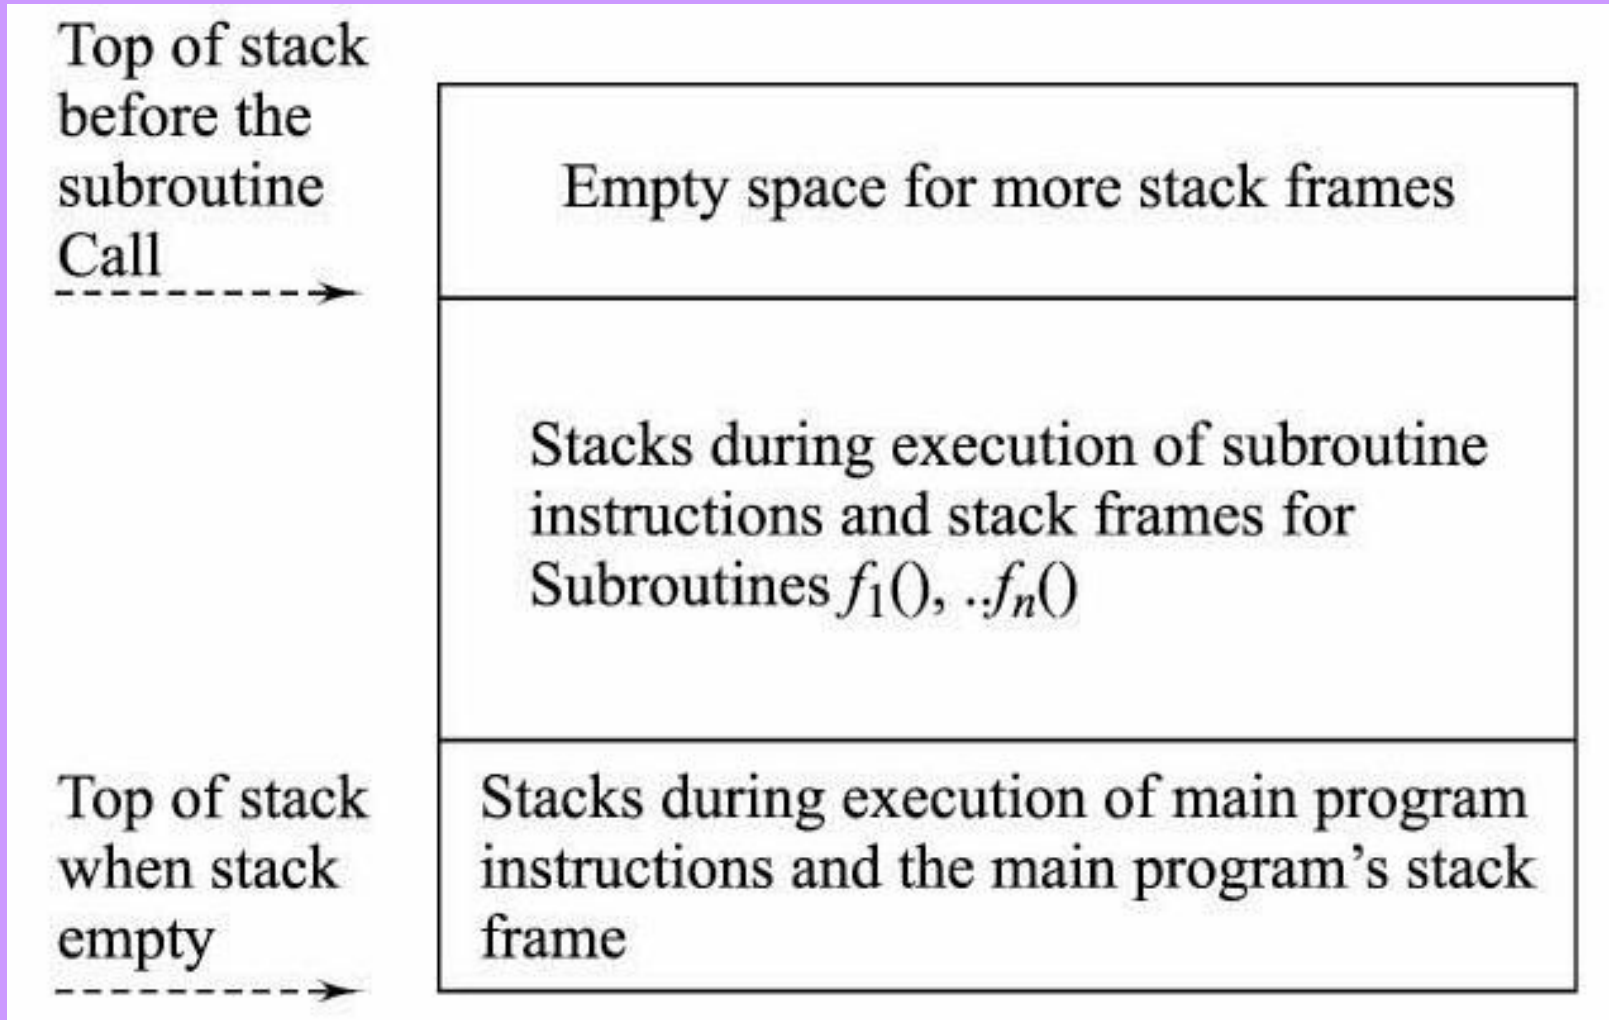 Top of stack
before the
subroutine
Call
Empty space for more stack frames
Stacks during execution of subroutine
instructions and stack frames for
Subroutines f1(), ..fn()
Top of stack
when stack
empty
Stacks during execution of main program
instructions and the main program’s stack
frame